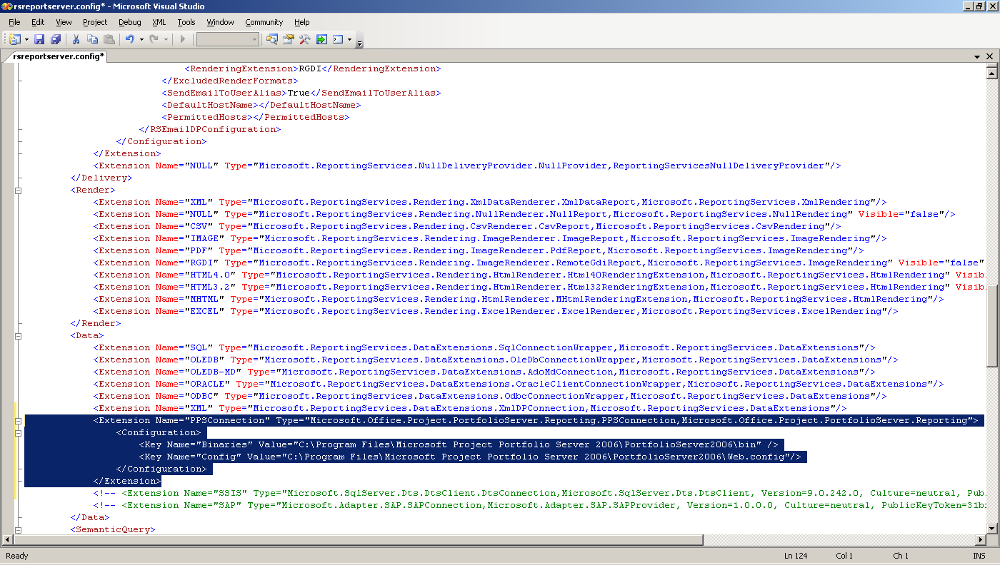 rsreportserver.config* - Microsoft Visual Studio
File Edit View Project Debug XML Tools Window Community Help
rsreportserver.config*
<RenderingExtension>RGDI</RenderingExtension>
</ExcludedRenderFormats>
<SendEmailToUserAlias>True</SendEmailToUserAlias>
<DefaultHostName></DefaultHostName>
<PermittedHosts></PermittedHosts>
</RSEmailDPConfiguration>
</Configuration>
</Extension>
<Extension Name="NULL" Type="Microsoft.ReportingServices.NullDeliveryProvider.NullProvider,ReportingServicesNullDeliveryProvider"/>
</Delivery>
<Render>
<Extension Name="XML" Type="Microsoft.ReportingServices.Rendering.XmlDataRenderer.XmlDataReport,Microsoft.ReportingServices.XmlRendering"/>
<Extension Name="NULL" Type="Microsoft.ReportingServices.Rendering.NullRenderer.NullReport,Microsoft.ReportingServices.NullRendering" Visible="false"/>
<Extension Name="CSV" Type="Microsoft.ReportingServices.Rendering.CsvRenderer.CsvReport,Microsoft.ReportingServices.CsvRendering"/>
<Extension Name="IMAGE" Type="Microsoft.ReportingServices.Rendering.ImageRenderer.ImageReport,Microsoft.ReportingServices.ImageRendering"/>
<Extension Name="PDF" Type="Microsoft.ReportingServices.Rendering.ImageRenderer.PdfReport,Microsoft.ReportingServices.ImageRendering"/>
<Extension Name="RGDI" Type="Microsoft.ReportingServices.Rendering.ImageRenderer.RemoteGdiReport,Microsoft.ReportingServices.ImageRendering" Visible="false"
<Extension Name="HTML4.0" Type="Microsoft.ReportingServices.Rendering.HtmlRenderer.Html40RenderingExtension,Microsoft.ReportingServices.HtmlRendering" Visib
<Extension Name="HTML3.2" Type="Microsoft.ReportingServices.Rendering.HtmlRenderer.Html32RenderingExtension,Microsoft.ReportingServices.HtmlRendering" Visib
<Extension Name="MHTML" Type="Microsoft.ReportingServices.Rendering.HtmlRenderer.MHtmlRenderingExtension,Microsoft.ReportingServices.HtmlRendering"/>
<Extension Name="EXCEL" Type="Microsoft.ReportingServices.Rendering.ExcelRenderer.ExcelRenderer,Microsoft.ReportingServices.ExcelRendering"/>
</Render>
<Data>
<Extension Name="SQL" Type="Microsoft.ReportingServices.DataExtensions.SqlConnectionWrapper,Microsoft.ReportingServices.DataExtensions"/>
<Extension Name="OLEDB" Type="Microsoft.ReportingServices.DataExtensions.OleDbConnectionWrapper,Microsoft.ReportingServices.DataExtensions"/>
<Extension Name="OLEDB-MD" Type="Microsoft.ReportingServices.DataExtensions.AdoMdConnection,Microsoft.ReportingServices.DataExtensions"/>
<Extension Name="ORACLE" Type="Microsoft.ReportingServices.DataExtensions.OracleClientConnectionWrapper,Microsoft.ReportingServices.DataExtensions"/>
<Extension Name="ODBC" Type="Microsoft.ReportingServices.DataExtensions.OdbcConnectionWrapper,Microsoft.ReportingServices.DataExtensions"/>
<Extension Name="XML" Type="Microsoft.ReportingServices.DataExtensions.XmlDPConnection,Microsoft.ReportingServices.DataExtensions"/>
<Extension Name="PPSConnection" Type="Microsoft.Office.Project.PortfolioServer.Reporting.PPSConnection,Microsoft.Office.Project.PortfolioServer.Reporting">
<Configuration>
<Key Name="Binaries" Value="C:\Program Files\Microsoft Project Portfolio Server 2006\PortfolioServer2006\bin" />
<Key Name="Config" Value="C:\Program Files\Microsoft Project Portfolio Server 2006\PortfolioServer2006\Web.config"/>
</Configuration>
</Extension>
<!-- <Extension Name="SSIS" Type="Microsoft.SqlServer.Dts.DtsClient.DtsConnection,Microsoft.SqlServer.Dts.DtsClient, Version=9.0.242.0, Culture=neutral, Pub
<!-- <Extension Name="SAP" Type="Microsoft.Adapter.SAP.SAPConnection,Microsoft.Adapter.SAP.SAPProvider, Version=1.0.0.0, Culture=neutral, PublicKeyToken=31b
</Data>
<SemanticQuery>
Ready Ln 124 Col 1 Ch 1 INS